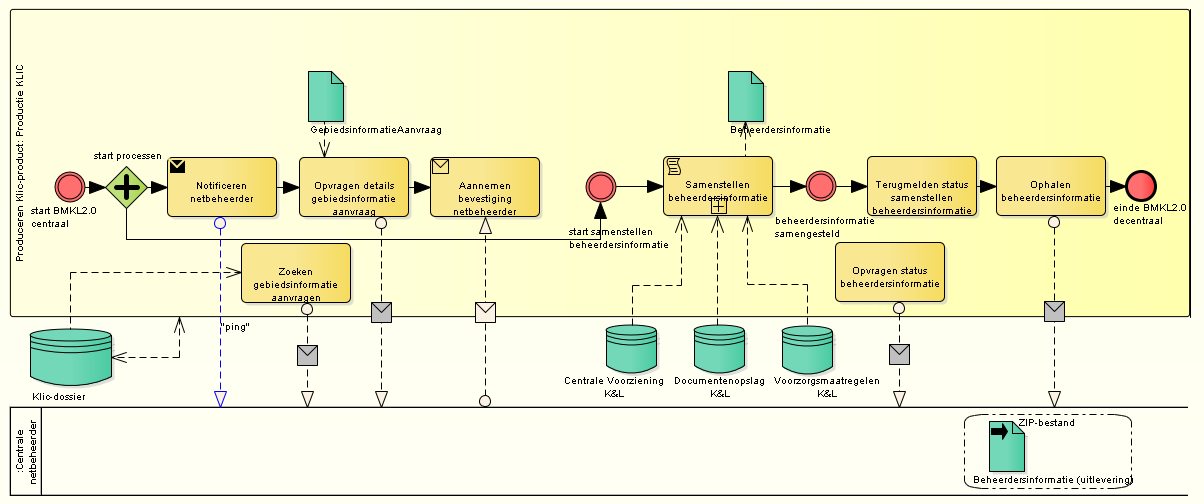 Produceren Klic-product: Productie KLIC
start processen
GebiedsinformatieAanvraag
Beheerdersinformatie
start BMKL2.0
centraal
Notificeren
netbeheerder
Opvragen details
gebiedsinformatie
aanvraag
Aannemen
bevestiging
netbeheerder
start samenstellen
beheerdersinformatie
Samenstellen
beheerdersinformatie
beheerdersinformatie
samengesteld
Terugmelden status
samenstellen
beheerdersinformatie
Ophalen
beheerdersinformatie
einde BMKL2.0
decentraal
Zoeken
gebiedsinformatie
aanvragen
Opvragen status
beheerdersinformatie
"ping"
Klic-dossier
Centrale Voorziening
K&L
Documentenopslag
K&L
Voorzorgsmaatregelen
K&L
:Centrale
netbeheerder
ZIP-bestand
Beheerdersinformatie (uitlevering)